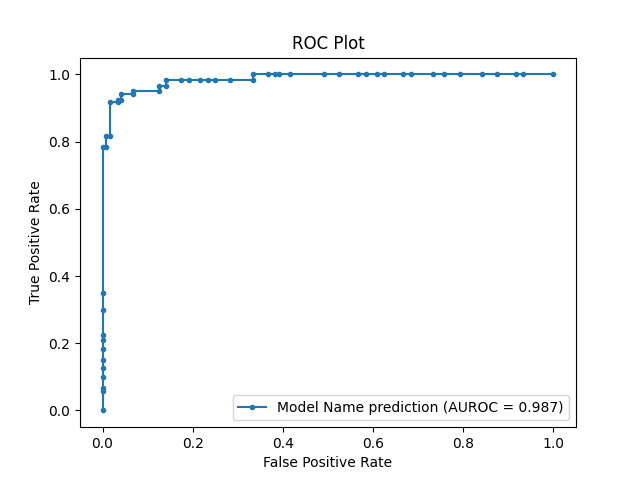 ROC Plot
1.0
0.8
0.6
0.4
0.2
0.0
True Positive Rate
Model Name prediction (AUROC = 0.987)
0.0 0.2 0.4 0.6 0.8 1.0
False Positive Rate